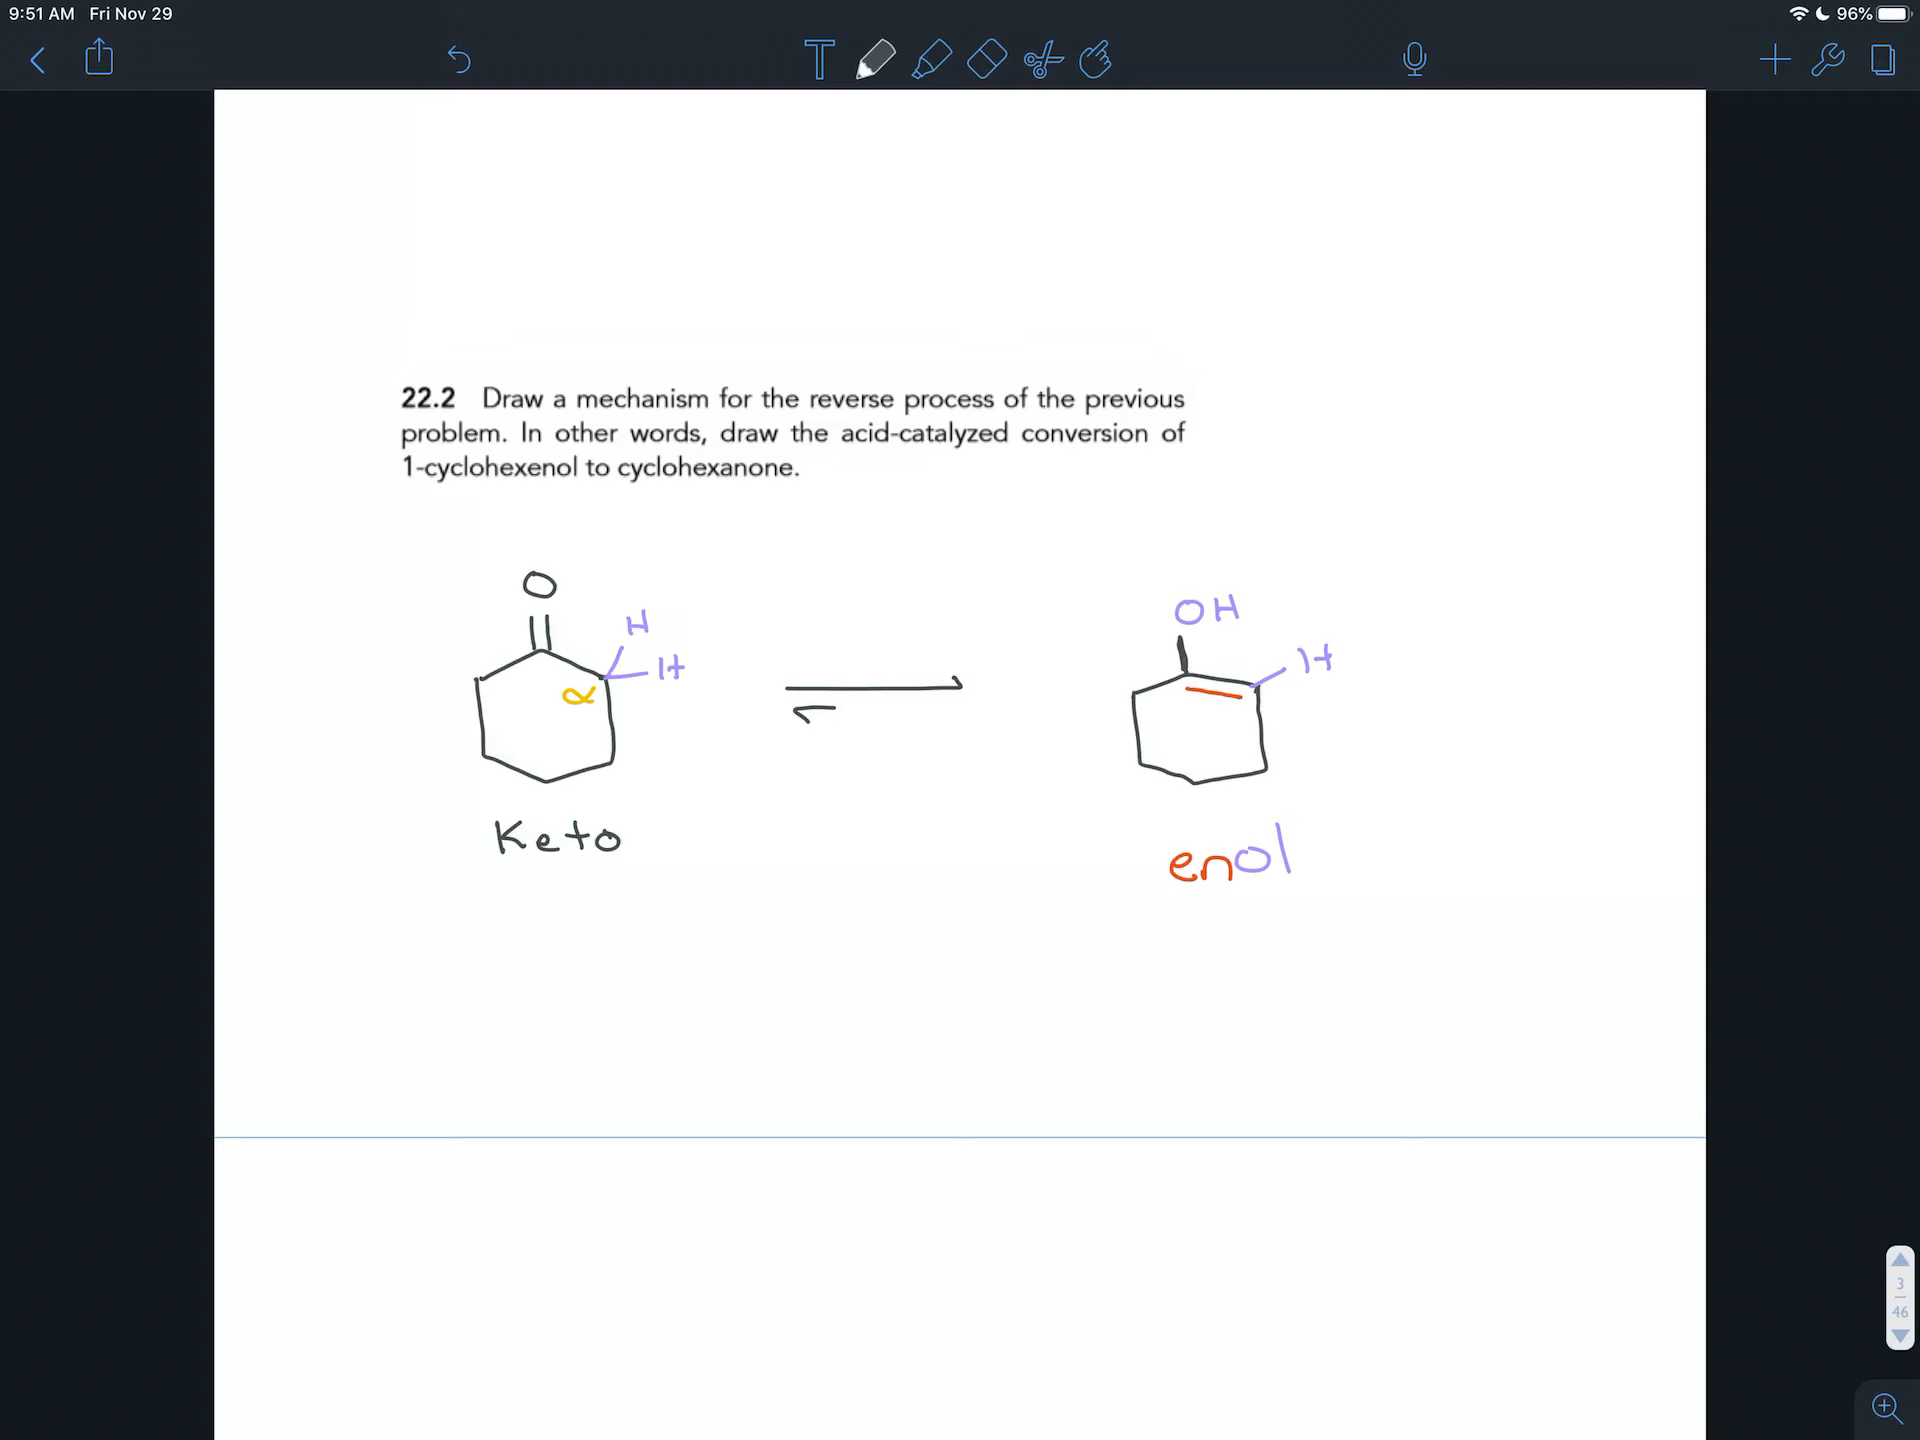 9:51 AM Fri Nov 29
96%
T
22.2 Draw a mechanism for the reverse process of the previous
problem. In other words, draw the acid-catalyzed conversion of
1-cyclohexenol to cyclohexanone.
O
H
H
α
OH
H
Keto
enol
3
46